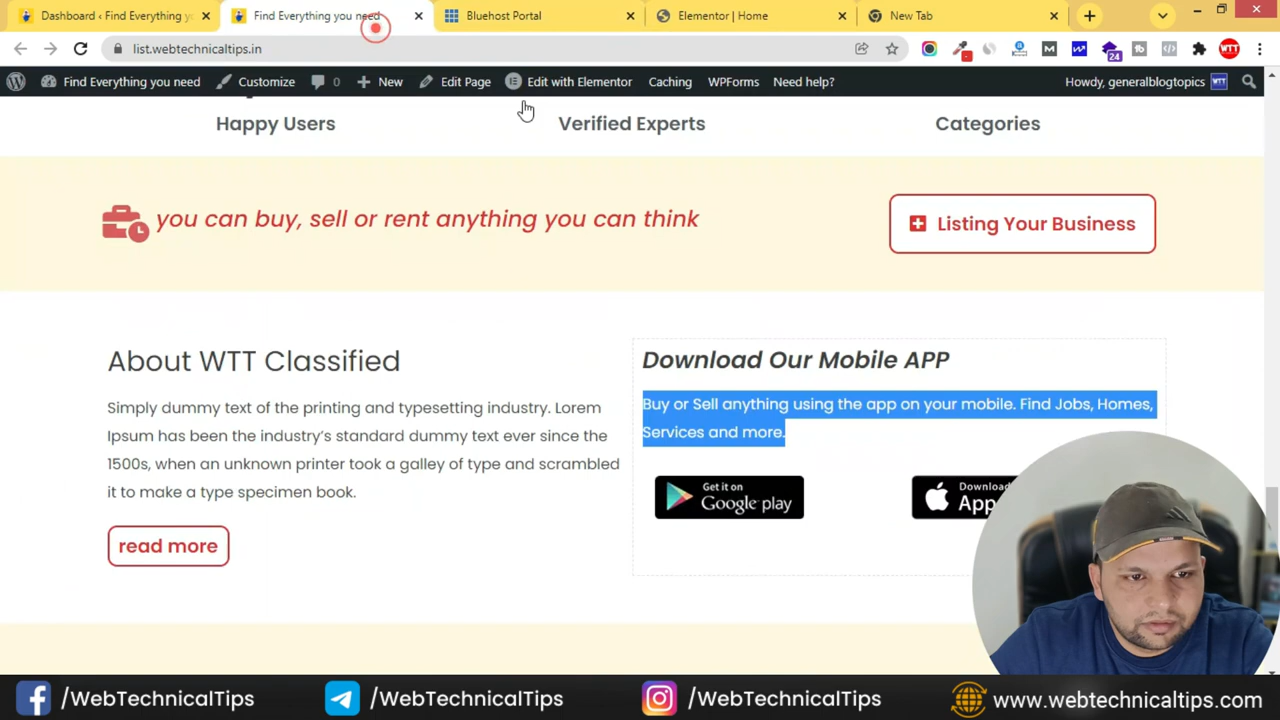 Dashboard ‹ Find Everything y
Find Everything you need
Bluehost Portal
Elementor | Home
New Tab
list.webtechnicaltips.in
24
WTT
Find Everything you need
Customize
0
New
Edit Page
Edit with Elementor
Caching
WPForms
Need help?
Howdy, generalblogtopics
WTT
Happy Users
Verified Experts
Categories
you can buy, sell or rent anything you can think
Listing Your Business
About WTT Classified
Simply dummy text of the printing and typesetting industry. Lorem
Ipsum has been the industry’s standard dummy text ever since the
1500s, when an unknown printer took a galley of type and scrambled
it to make a type specimen book.
read more
Download Our Mobile APP
Buy or Sell anything using the app on your mobile. Find Jobs, Homes,
Services and more.
Get it on
Google play
Download
App
/WebTechnicalTips
/WebTechnicalTips
/WebTechnicalTips
www.webtechnicaltips.com